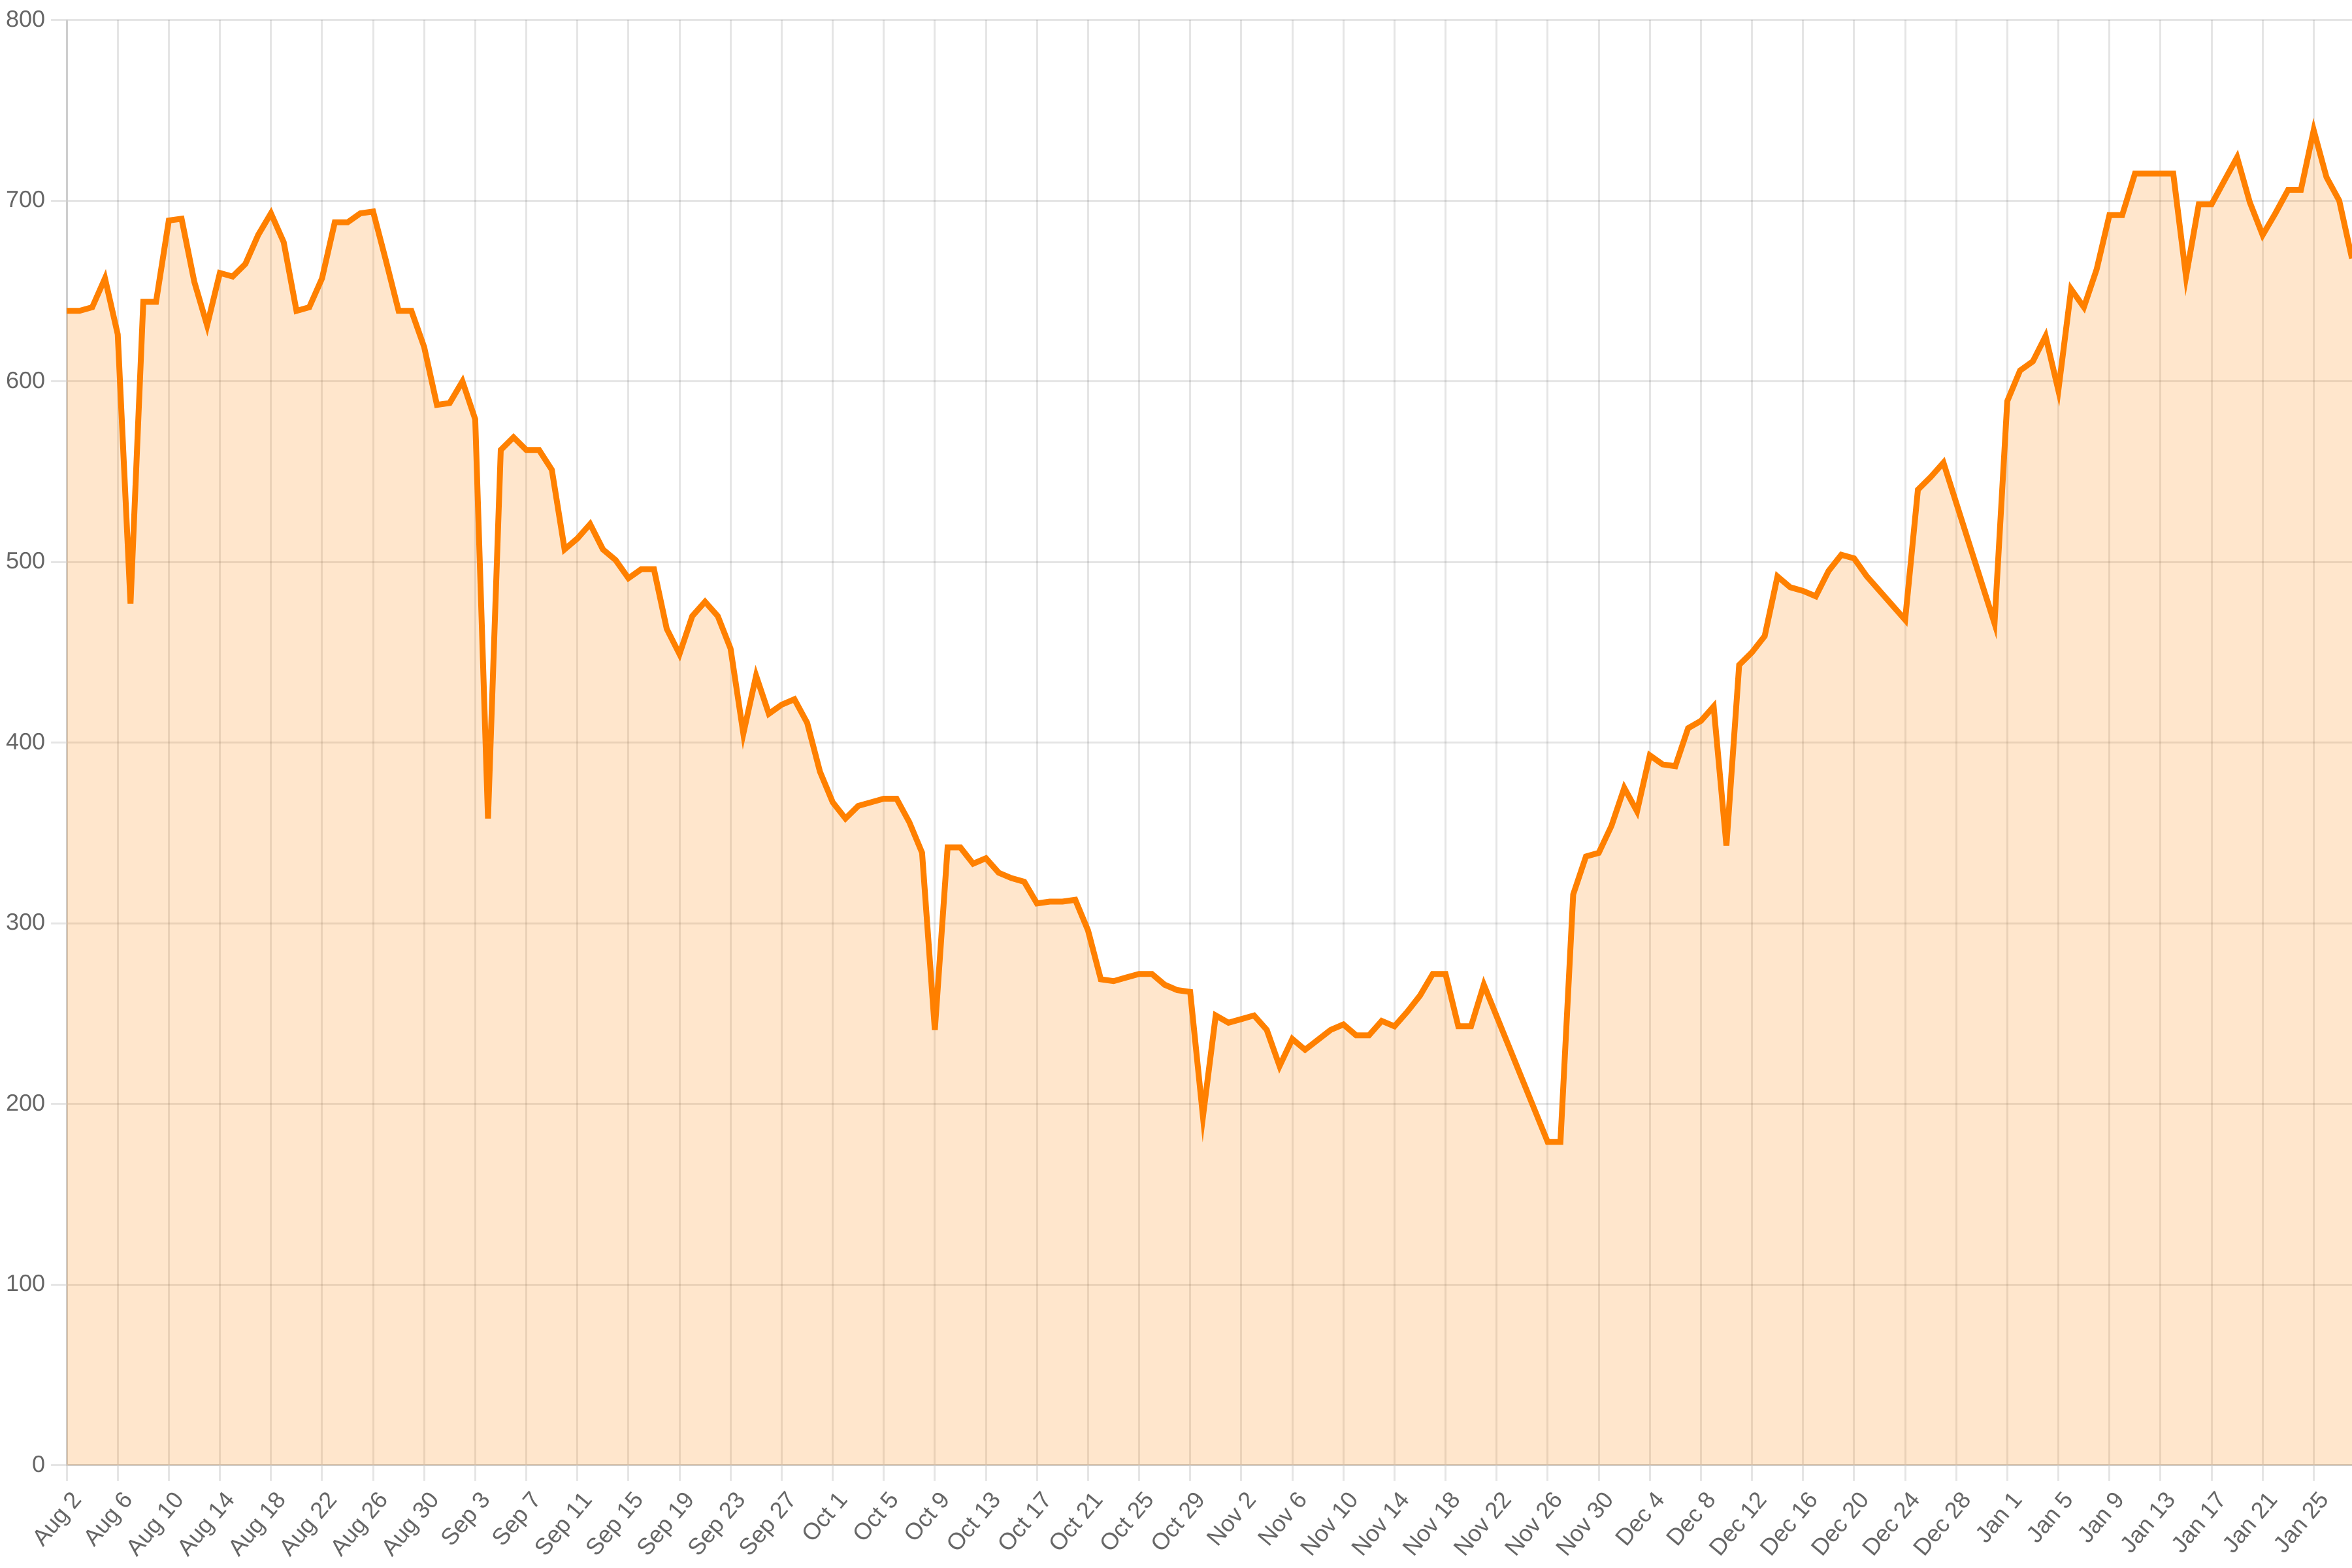 800
700
600
500
400
300
200
100
0
Aug 2
Aug 6
Aug 10
Aug 14
Aug 18
Aug 22
Aug 26
Aug 30
Sep 3
Sep 7
Sep 11
Sep 15
Sep 19
Sep 23
Sep 27
Oct 1
Oct 5
Oct 9
Oct 13
Oct 17
Oct 21
Oct 25
Oct 29
Nov 2
Nov 6
Nov 10
Nov 14
Nov 18
Nov 22
Nov 26
Nov 30
Dec 4
Dec 8
Dec 12
Dec 16
Dec 20
Dec 24
Dec 28
Jan 1
Jan 5
Jan 9
Jan 13
Jan 17
Jan 21
Jan 25